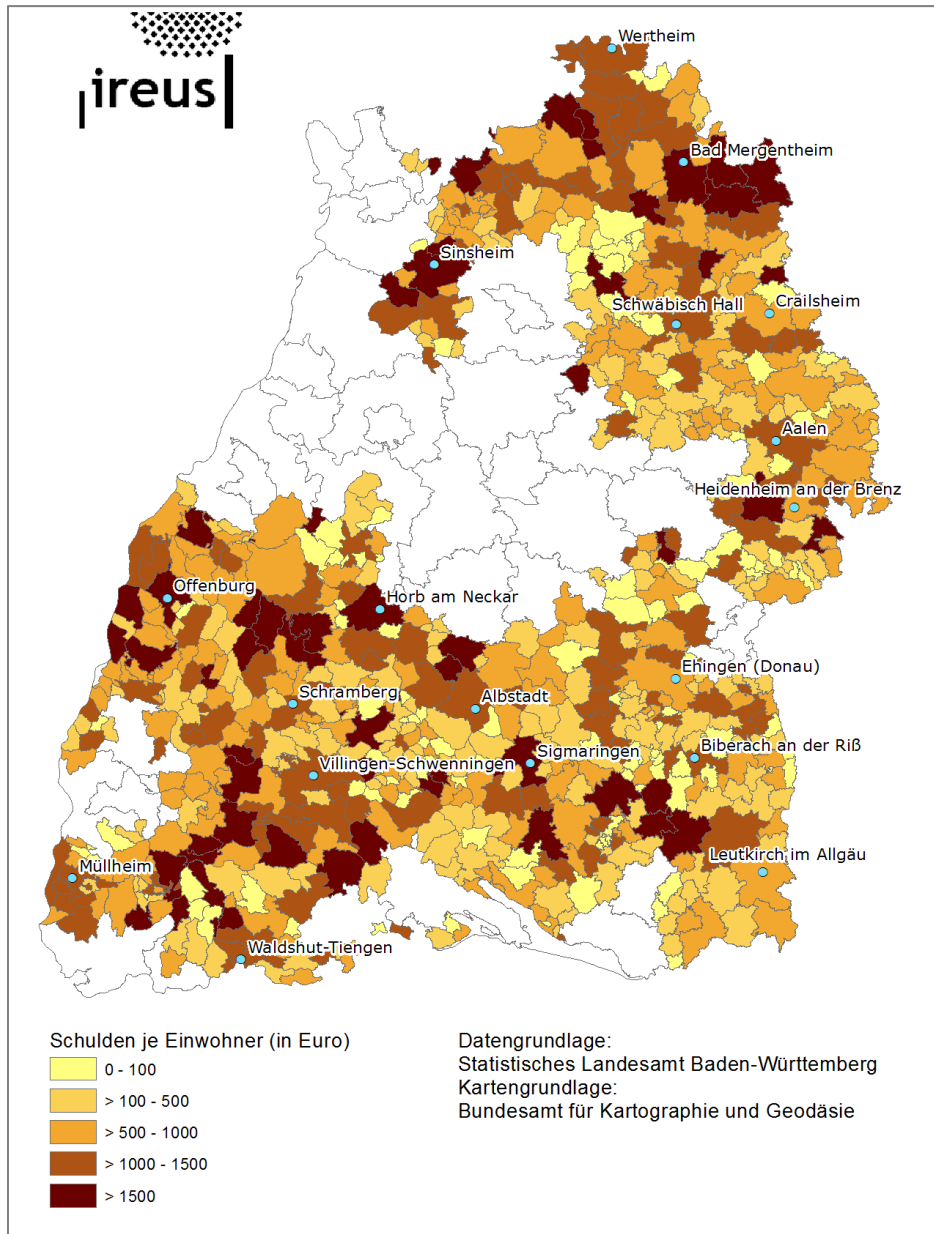 ireus
Wertheim
Bad Mergentheim
Sinsheim
Schwäbisch Hall
Crailsheim
Aalen
Heidenheim an der Brenz
Offenburg
Horb am Neckar
Ehingen (Donau)
Schramberg
Albstadt
Biberach an der Riß
Sigmaringen
Villingen-Schwenningen
Leutkirch im Allgäu
Müllheim
Waldshut-Tiengen
Schulden je Einwohner (in Euro)
0 - 100
> 100 - 500
> 500 - 1000
> 1000 - 1500
> 1500
Datengrundlage:
Statistisches Landesamt Baden-Württemberg
Kartengrundlage:
Bundesamt für Kartographie und Geodäsie